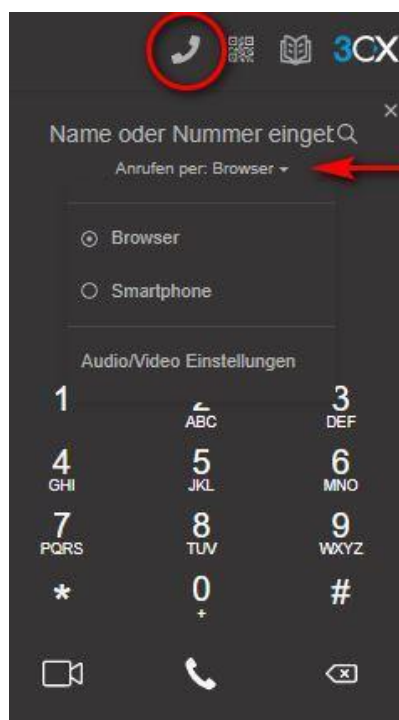 3CX
Name oder Nummer einget
Anrufen per: Browser
Browser
Smartphone
Audio/Video Einstellungen
1 2 3
ABC DEF
4 5 6
GHI JKL MNO
7 8 9
PQRS TUV WXYZ
* 0 #
+